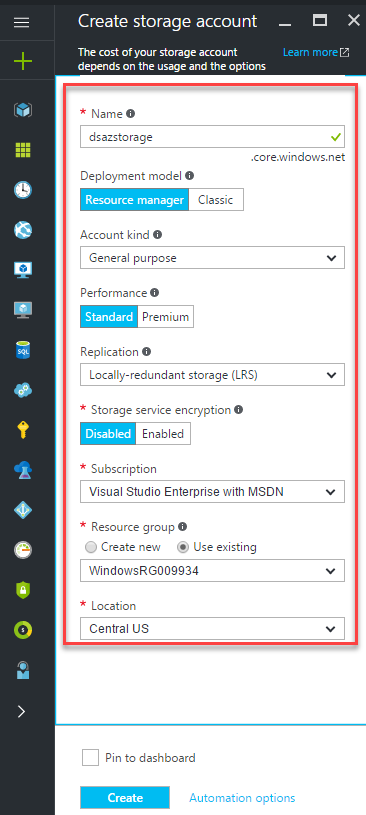 Create storage account
The cost of your storage account
depends on the usage and the options
Learn more
* Name
dsazstorage
.core.windows.net
Deployment model
Resource manager Classic
Account kind
General purpose
Performance
Standard Premium
Replication
Locally-redundant storage (LRS)
* Storage service encryption
Disabled Enabled
* Subscription
Visual Studio Enterprise with MSDN
* Resource group
Create new Use existing
WindowsRG009934
* Location
Central US
Pin to dashboard
Create Automation options
SQL